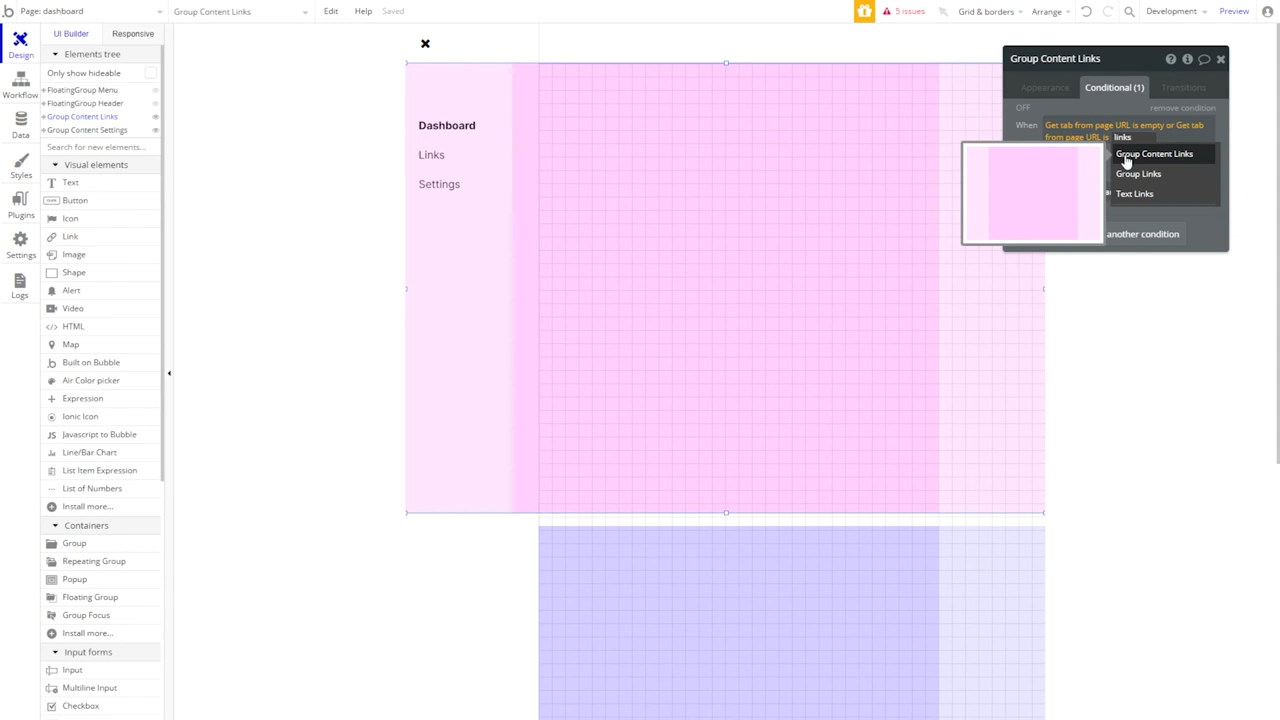 Page: dashboard
Group Content Links
Edit
Help
Saved
5 issues
Grid & borders
Arrange
Development
Preview
Design
Workflow
Data
Styles
Plugins
Settings
Logs
UI Builder
Responsive
Elements tree
Only show hideable
FloatingGroup Menu
FloatingGroup Header
Group Content Links
Group Content Settings
Search for new elements...
Visual elements
Text
Button
Icon
Link
Image
Shape
Alert
Video
HTML
Map
Built on Bubble
Air Color picker
Expression
Ionic Icon
Javascript to Bubble
Line/Bar Chart
List Item Expression
List of Numbers
Install more...
Containers
Group
Repeating Group
Popup
Floating Group
Group Focus
Install more...
Input forms
Input
Multiline Input
Checkbox
Dashboard
Links
Settings
Group Content Links
Appearance
Conditional (1)
Transitions
OFF
remove condition
When
Get tab from page URL is empty or Get tab
from page URL is links
Group Content Links
Group Links
Text Links
another condition